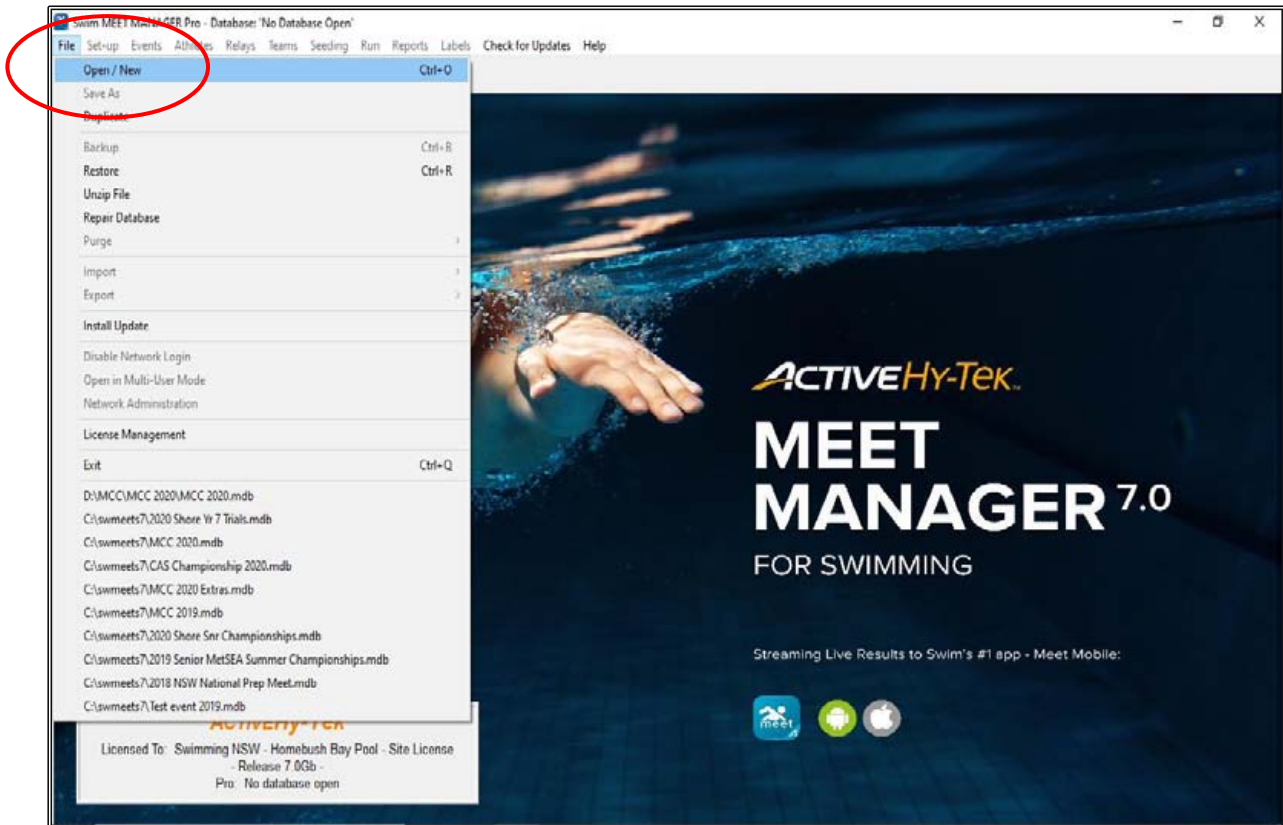 Swim MEET MANAGER Pro - Database: 'No Database Open'
File Set-up Events Athletes Relays Teams Seeding Run Reports Labels Check for Updates Help
Open / New Ctrl+O
Save As
Duplicate
Backup Ctrl+B
Restore Ctrl+R
Unzip File
Repair Database
Purge
Import
Export
Install Update
Disable Network Login
Open in Multi-User Mode
Network Administration
License Management
Exit Ctrl+Q
D:\MCC\MCC 2020\MCC 2020.mdb
C:\swmeets7\2020 Shore Yr 7 Trials.mdb
C:\swmeets7\MCC 2020.mdb
C:\swmeets7\CAS Championship 2020.mdb
C:\swmeets7\MCC 2020 Extras.mdb
C:\swmeets7\MCC 2019.mdb
C:\swmeets7\2020 Shore Snr Championships.mdb
C:\swmeets7\2019 Senior MetSEA Summer Championships.mdb
C:\swmeets7\2018 NSW National Prep Meet.mdb
C:\swmeets7\Test event 2019.mdb
ACTIVEHy-Tek
Licensed To: Swimming NSW - Homebush Bay Pool - Site License
- Release 7.0Gb -
Pro: No database open
ACTIVEHY-TEK
MEET
MANAGER 7.0
FOR SWIMMING
Streaming Live Results to Swim's #1 app - Meet Mobile:
meet